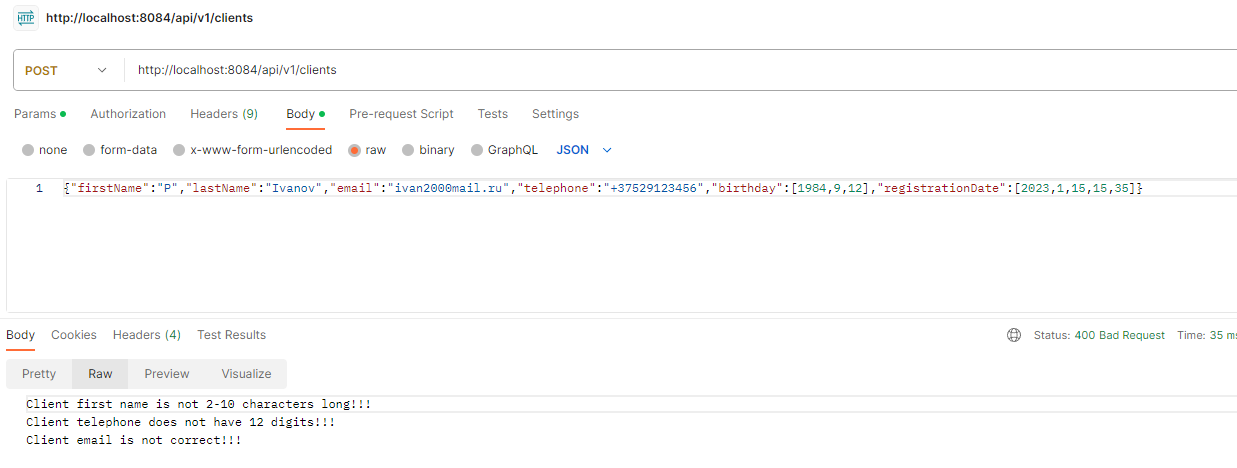 HTTP http://localhost:8084/api/v1/clients
POST http://localhost:8084/api/v1/clients
Params Authorization Headers (9) Body Pre-request Script Tests Settings
none form-data x-www-form-urlencoded raw binary GraphQL JSON
1 {"firstName":"P","lastName":"Ivanov","email":"ivan2000mail.ru","telephone":"+37529123456","birthday":[1984,9,12],"registrationDate":[2023,1,15,15,35]}
Body Cookies Headers (4) Test Results Status: 400 Bad Request Time: 35 ms
Pretty Raw Preview Visualize
Client first name is not 2-10 characters long!!!
Client telephone does not have 12 digits!!!
Client email is not correct!!!